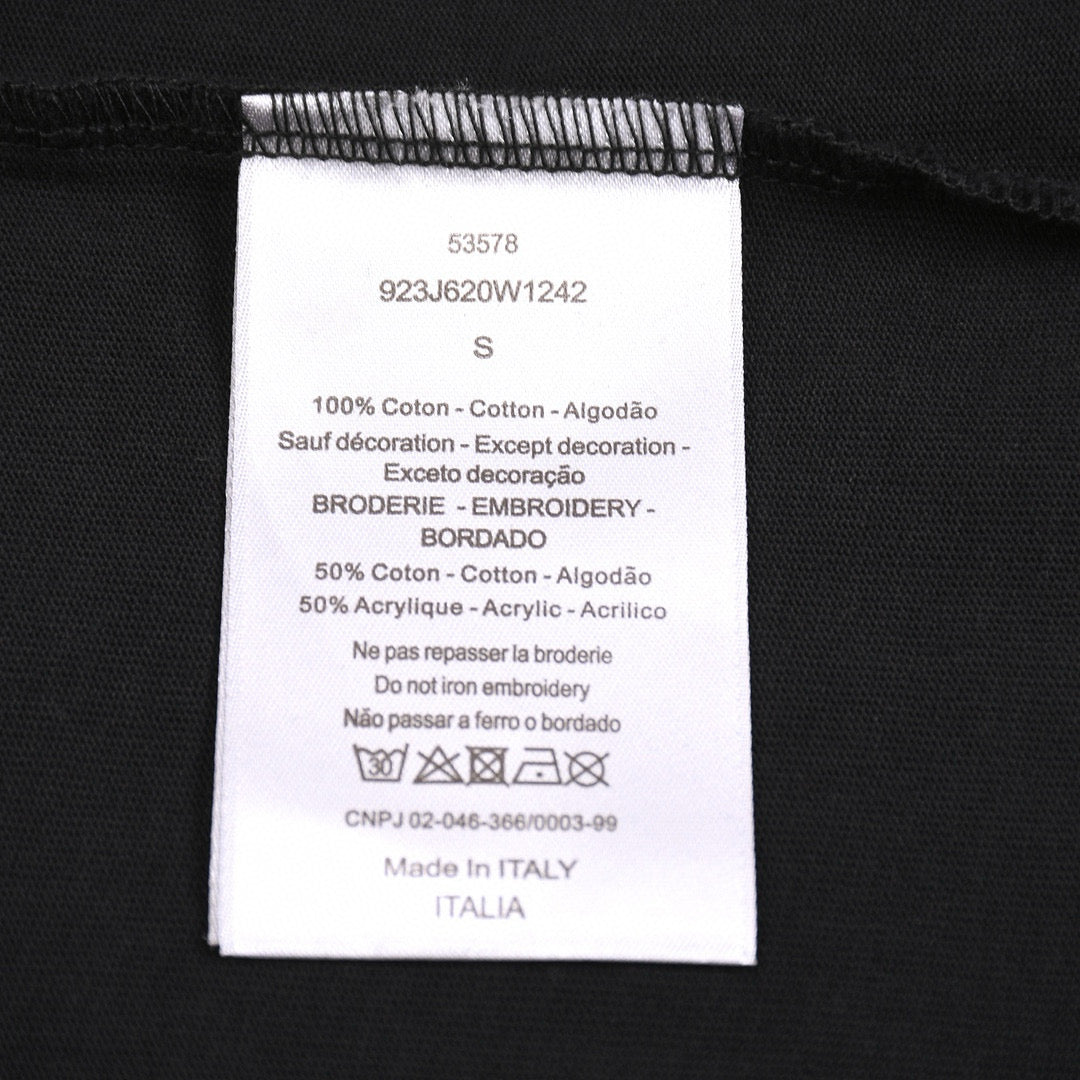 53578
923J620W1242
S
100% Coton - Cotton - Algodão
Sauf décoration - Except decoration -
Exceto decoração
BRODERIE - EMBROIDERY -
BORDADO
50% Coton - Cotton - Algodão
50% Acrylique - Acrylic - Acrilico
Ne pas repasser la broderie
Do not iron embroidery
Não passar a ferro o bordado
30
CNPJ 02-046-366/0003-99
Made In ITALY
ITALIA